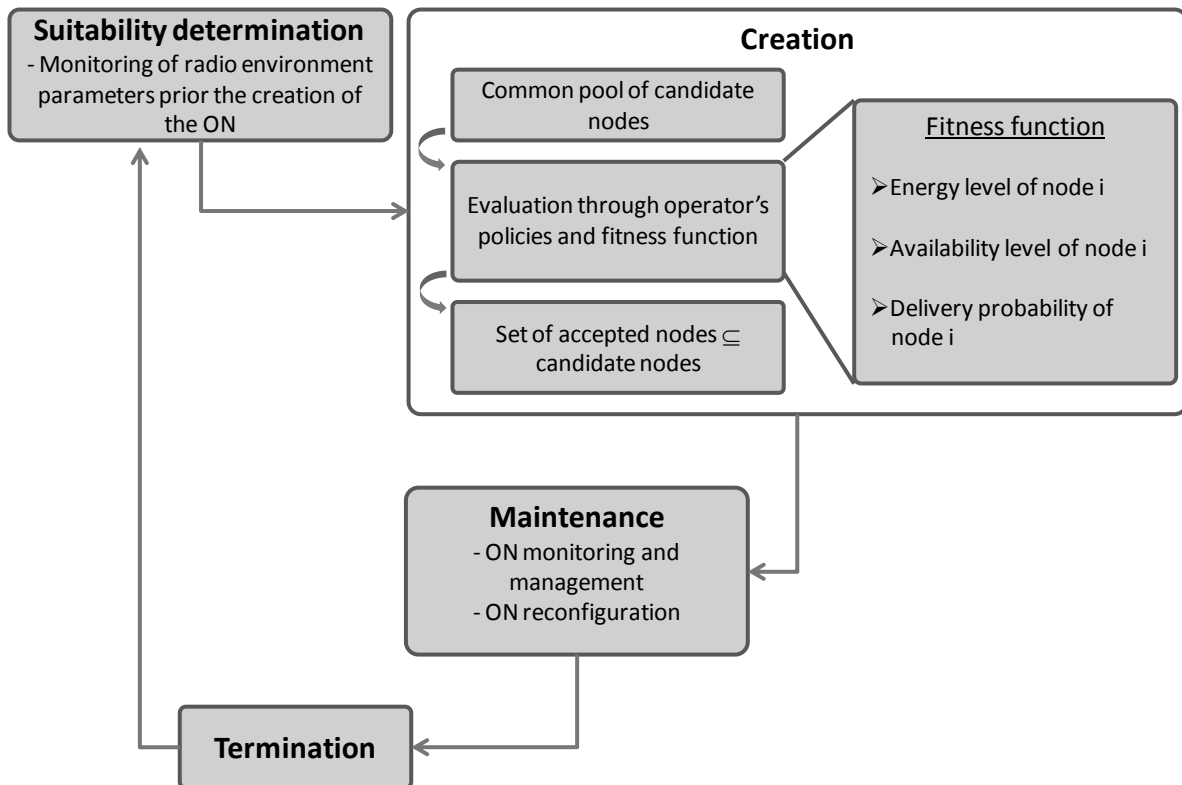 Suitability determination
- Monitoring of radio environment
parameters prior the creation of
the ON
Creation
Common pool of candidate
nodes
Evaluation through operator's
policies and fitness function
Set of accepted nodes ⊆
candidate nodes
Fitness function
➢Energy level of node i
➢Availability level of node i
➢Delivery probability of
node i
Maintenance
- ON monitoring and
management
- ON reconfiguration
Termination